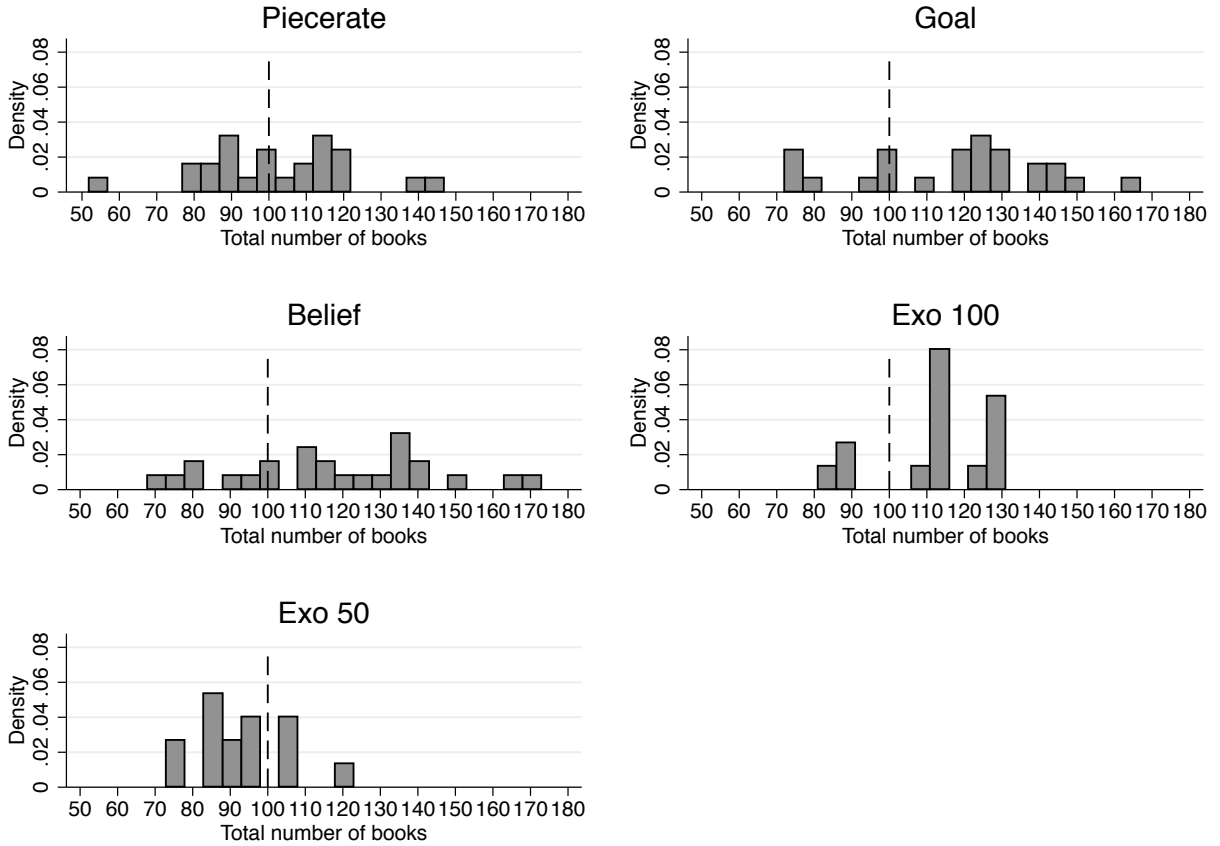 Piecerate
Density
0 .02 .04 .06 .08
50 60 70 80 90 100 110 120 130 140 150 160 170 180
Total number of books
Goal
Density
0 .02 .04 .06 .08
50 60 70 80 90 100 110 120 130 140 150 160 170 180
Total number of books
Belief
Density
0 .02 .04 .06 .08
50 60 70 80 90 100 110 120 130 140 150 160 170 180
Total number of books
Exo 100
Density
0 .02 .04 .06 .08
50 60 70 80 90 100 110 120 130 140 150 160 170 180
Total number of books
Exo 50
Density
0 .02 .04 .06 .08
50 60 70 80 90 100 110 120 130 140 150 160 170 180
Total number of books